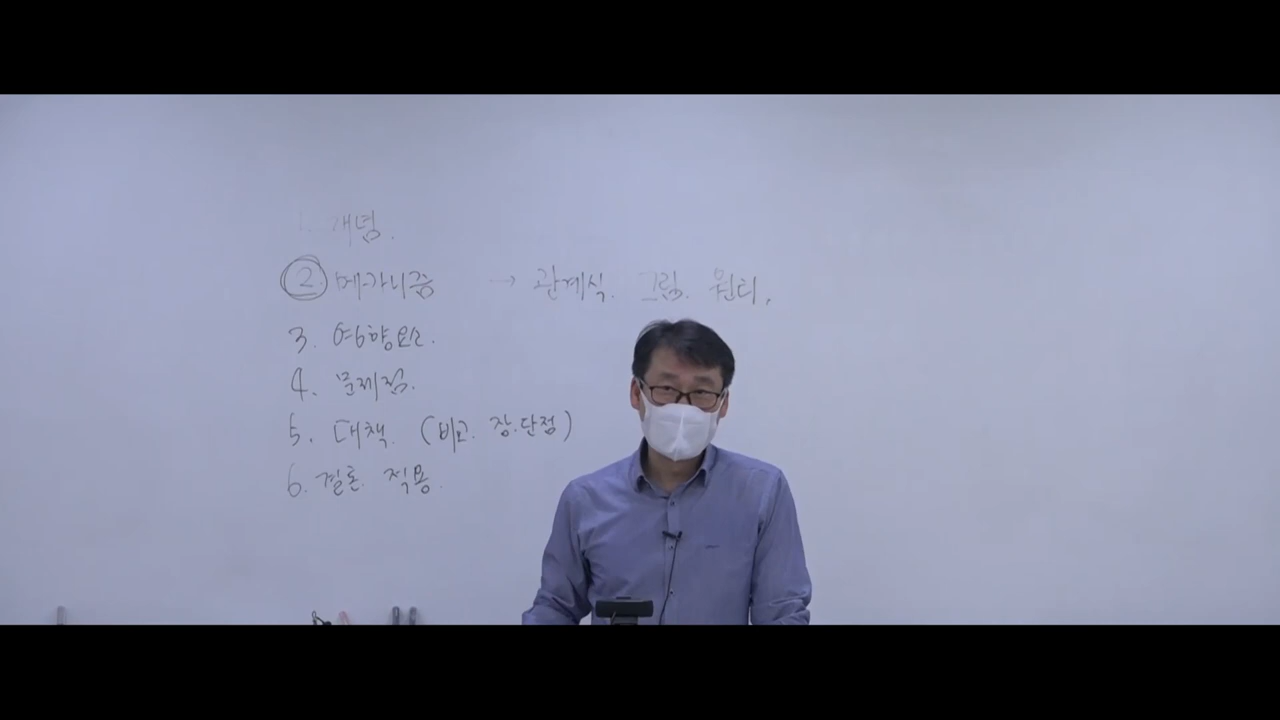 1. 개념.
② 메카니즘 → 관계식. 그림. 원리.
3. 영향요소.
4. 문제점.
5. 대책. (비교. 장.단점)
6. 결론. 적용.